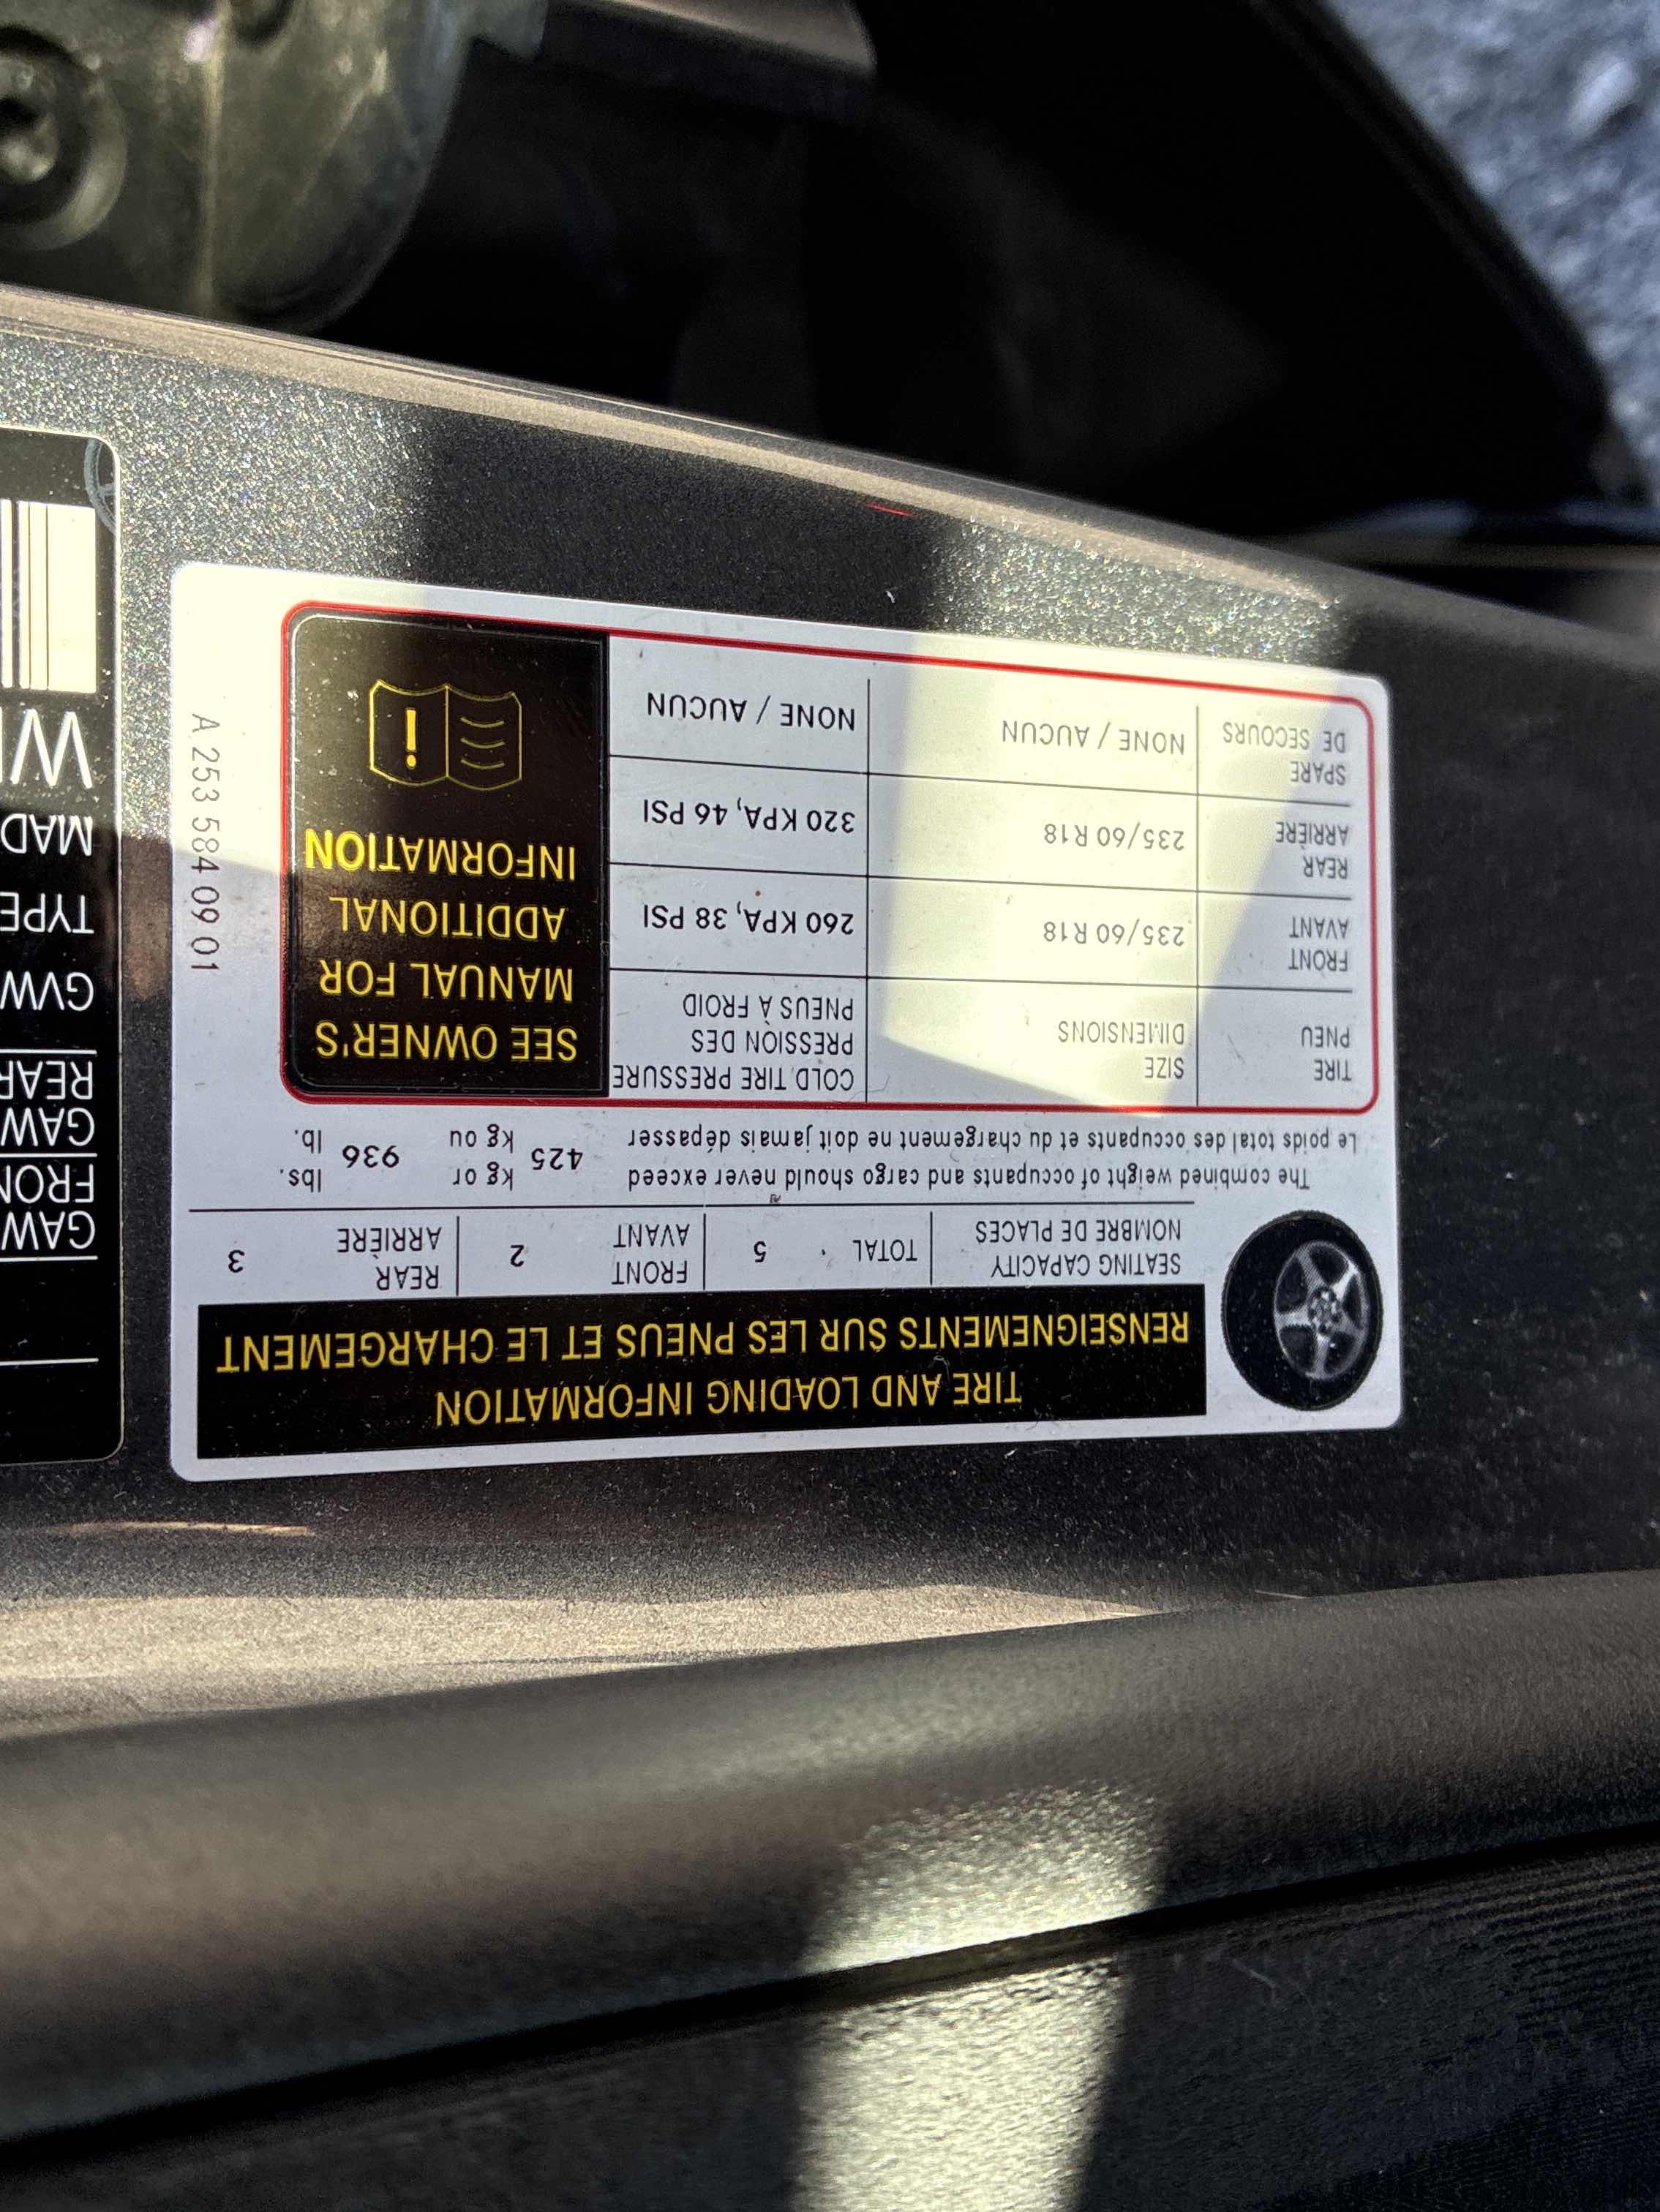 TIRE AND LOADING INFORMATION
RENSEIGNEMENTS SUR LES PNEUS ET LE CHARGEMENT
SEATING CAPACITY
NOMBRE DE PLACES
TOTAL 5
FRONT
AVANT
2
REAR
ARRIÈRE
3
The combined weight of occupants and cargo should never exceed
Le poids total des occupants et du chargement ne doit jamais dépasser
425
kg or
kg ou
936
lbs.
lb.
TIRE
PNEU
SIZE
DIMENSIONS
COLD TIRE PRESSURE
PRESSION DES
PNEUS À FROID
FRONT
AVANT
235/60 R18
260 KPA, 38 PSI
REAR
ARRIÈRE
235/60 R18
320 KPA, 46 PSI
SPARE
DE SECOURS
NONE / AUCUN
NONE / AUCUN
SEE OWNER'S
MANUAL FOR
ADDITIONAL
INFORMATION
!
A 253 584 09 01
GAW
FRON
GAW
REAR
GVW
TYPE
MAD